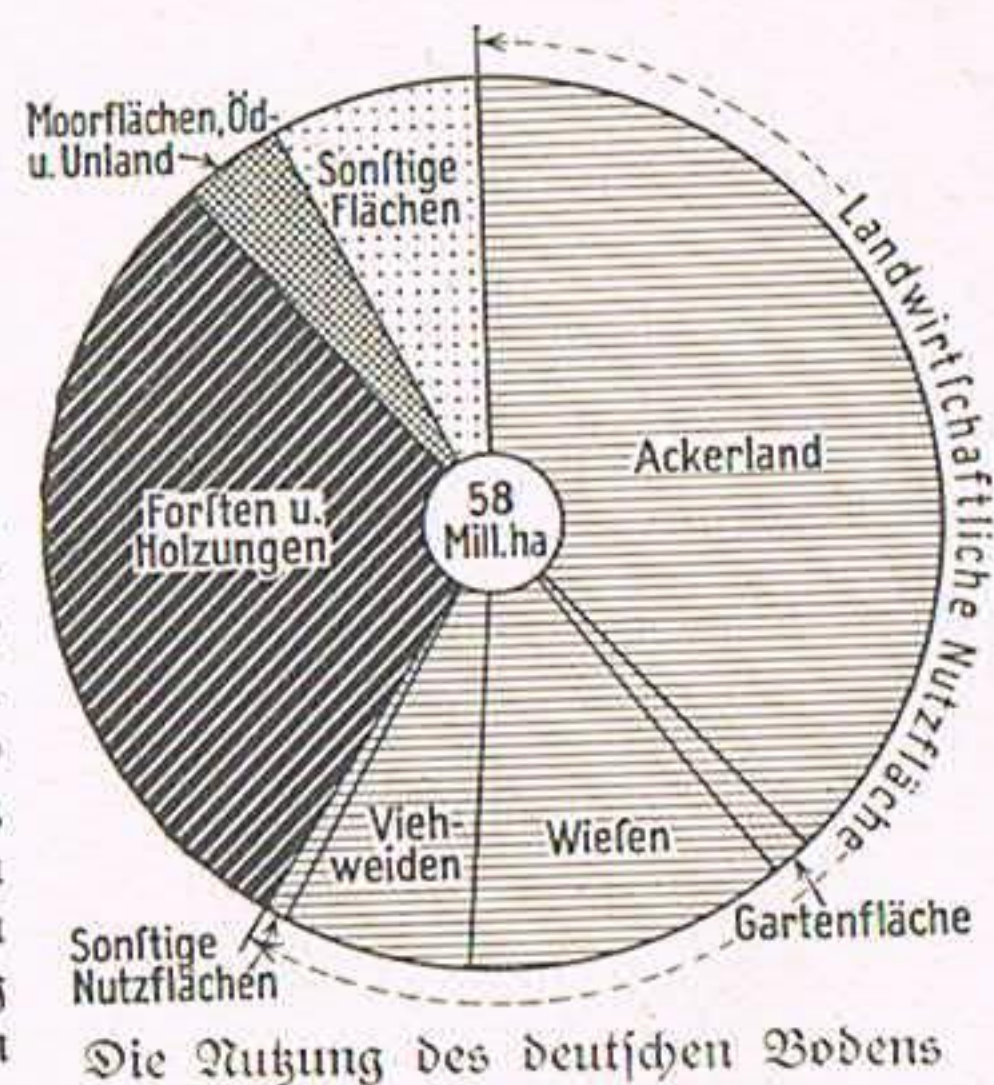 Moorflächen, Öd-
u. Unland
Sonſtige
Flächen
Landwirtſchaftliche Nutzfläche
Ackerland
58
Mill. ha
Forſten u.
Holzungen
Vieh-
weiden
Wieſen
Gartenfläche
Sonſtige
Nutzflächen
Die Nutzung des deutſchen Bodens